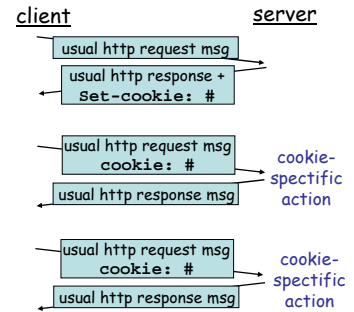 client
server
usual http request msg
usual http response +
Set-cookie: #
usual http request msg
cookie: #
usual http response msg
cookie-
spectific
action
usual http request msg
cookie: #
usual http response msg
cookie-
spectific
action